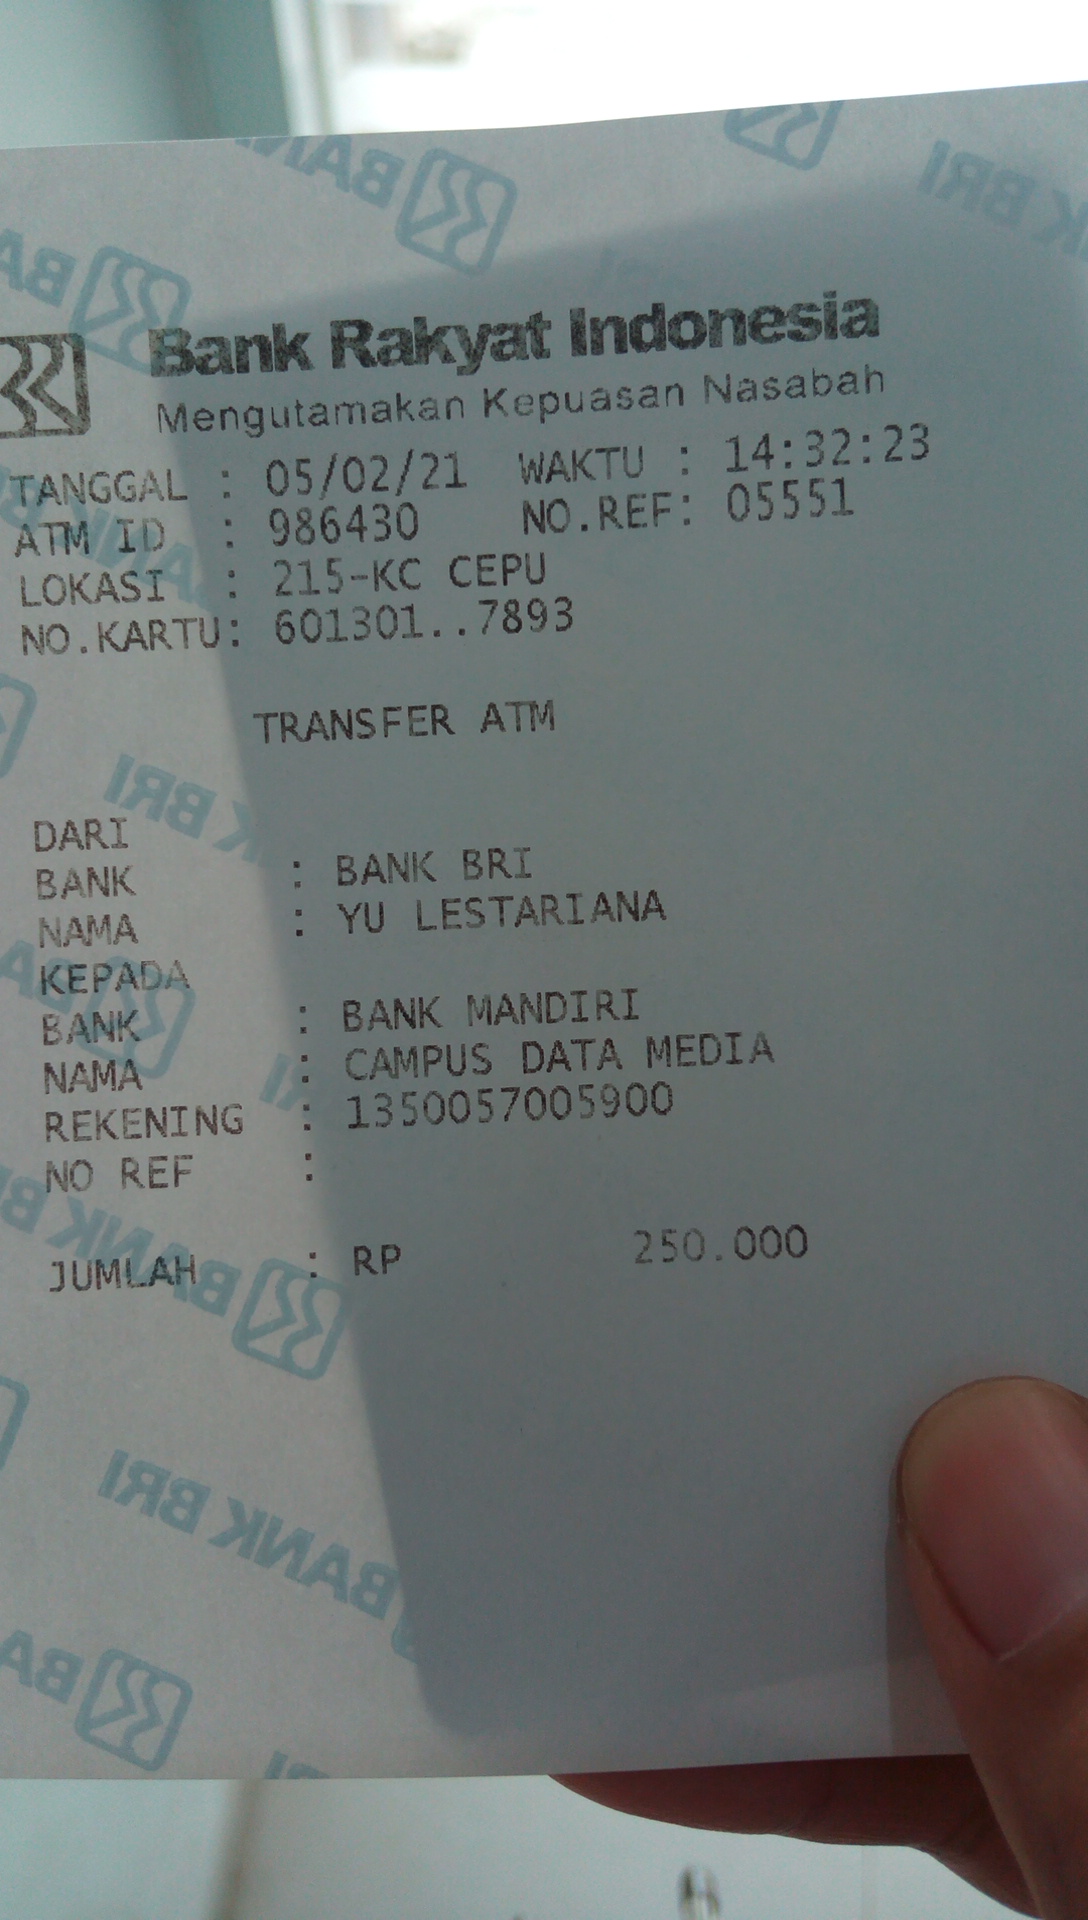 Bank Rakyat Indonesia
Mengutamakan Kepuasan Nasabah
TANGGAL : 05/02/21 WAKTU : 14:32:23
ATM ID : 986430 NO.REF: 05551
LOKASI : 215-KC CEPU
NO.KARTU: 601301..7893
TRANSFER ATM
DARI
BANK : BANK BRI
NAMA : YU LESTARIANA
KEPADA
BANK : BANK MANDIRI
NAMA : CAMPUS DATA MEDIA
REKENING : 1350057005900
NO REF :
JUMLAH : RP 250.000
BANK BRI